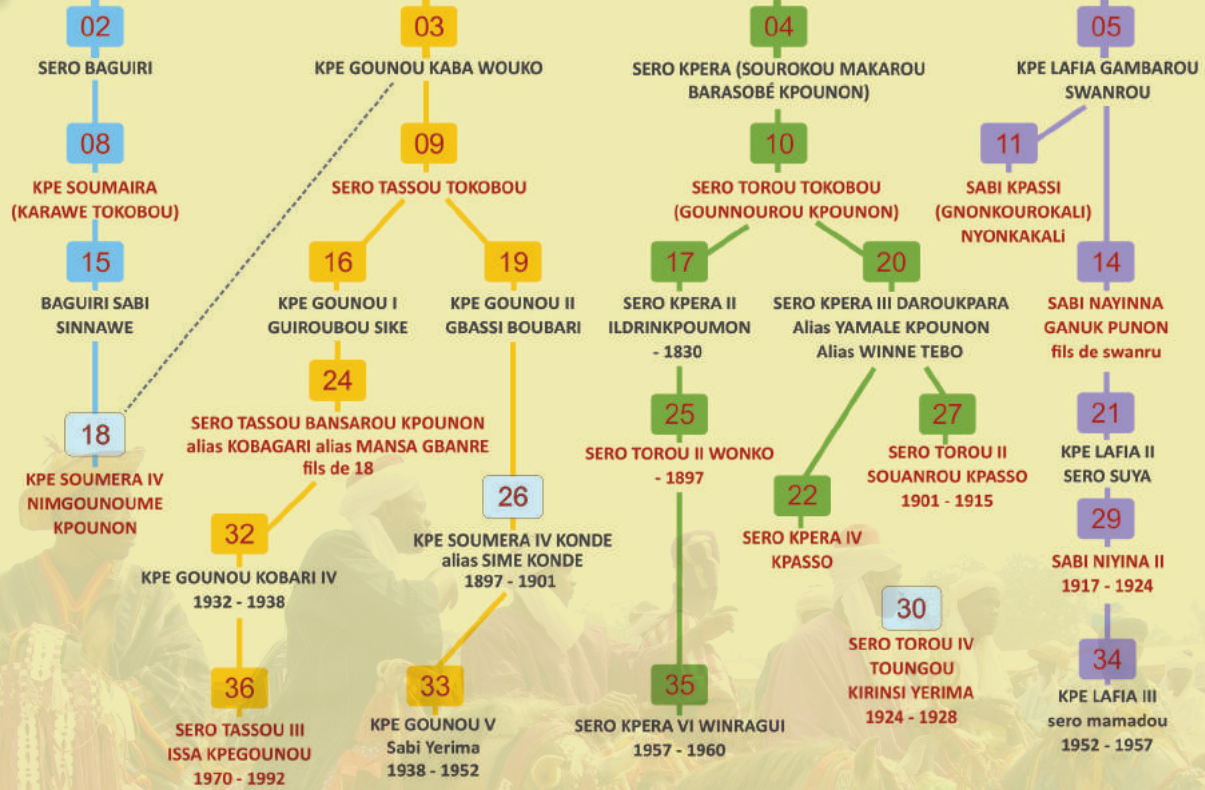 02
SERO BAGUIRI
08
KPE SOUMAIRA
(KARAWE TOKOBOU)
15
BAGUIRI SABI
SINNAWE
18
KPE SOUMERA IV
NIMGOUNOUME
KPOUNON
03
KPE GOUNOU KABA WOUKO
09
SERO TASSOU TOKOBOU
16
KPE GOUNOU I
GUIROUBOU SIKE
24
SERO TASSOU BANSAROU KPOUNON
alias KOBAGARI alias MANSA GBANRE
fils de 18
32
KPE GOUNOU KOBARI IV
1932 - 1938
36
SERO TASSOU III
ISSA KPEGOUNOU
1970 - 1992
19
KPE GOUNOU II
GBASSI BOUBARI
26
KPE SOUMERA IV KONDE
alias SIME KONDE
1897 - 1901
33
KPE GOUNOU V
Sabi Yerima
1938 - 1952
04
SERO KPERA (SOUROKOU MAKAROU
BARASOBÉ KPOUNON)
10
SERO TOROU TOKOBOU
(GOUNNOUROU KPOUNON)
17
SERO KPERA II
ILDRINKPOUMON
- 1830
25
SERO TOROU II WONKO
- 1897
35
SERO KPERA VI WINRAGUI
1957 - 1960
20
SERO KPERA III DAROUKPARA
Alias YAMALE KPOUNON
Alias WINNE TEBO
22
SERO KPERA IV
KPASSO
27
SERO TOROU II
SOUANROU KPASSO
1901 - 1915
30
SERO TOROU IV
TOUNGOU
KIRINSI YERIMA
1924 - 1928
05
KPE LAFIA GAMBAROU
SWANROU
11
SABI KPASSI
(GNONKOUROKALI)
NYONKAKALi
14
SABI NAYINNA
GANUK PUNON
fils de swanru
21
KPE LAFIA II
SERO SUYA
29
SABI NIYINA II
1917 - 1924
34
KPE LAFIA III
sero mamadou
1952 - 1957